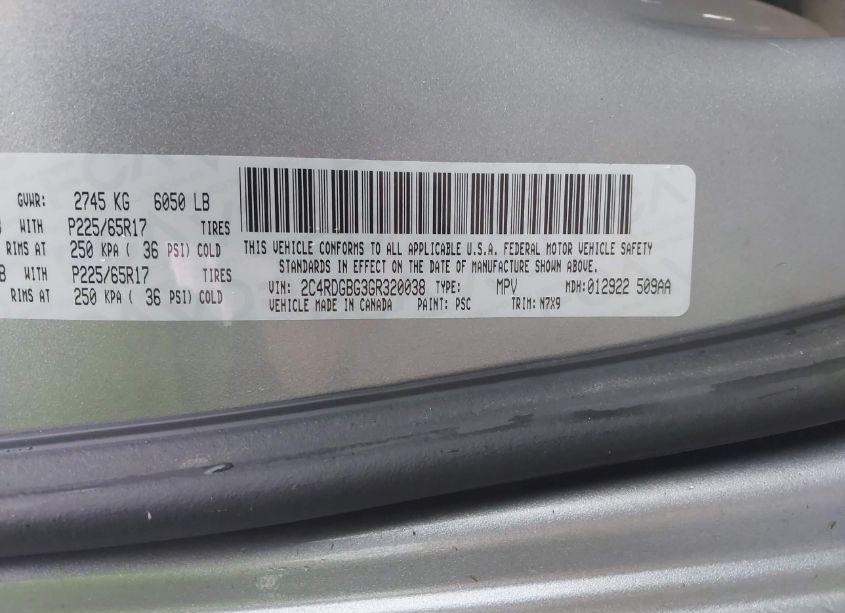 GVWR: 2745 KG 6050 LB
WITH P225/65R17 TIRES
RIMS AT 250 KPA ( 36 PSI) COLD
B WITH P225/65R17 TIRES
RIMS AT 250 KPA ( 36 PSI) COLD
THIS VEHICLE CONFORMS TO ALL APPLICABLE U.S.A. FEDERAL MOTOR VEHICLE SAFETY
STANDARDS IN EFFECT ON THE DATE OF MANUFACTURE SHOWN ABOVE.
VIN: 2C4RDGBG3GR320038 TYPE: MPV MDH:012922 509AA
VEHICLE MADE IN CANADA PAINT: PSC TRIM: N7X9